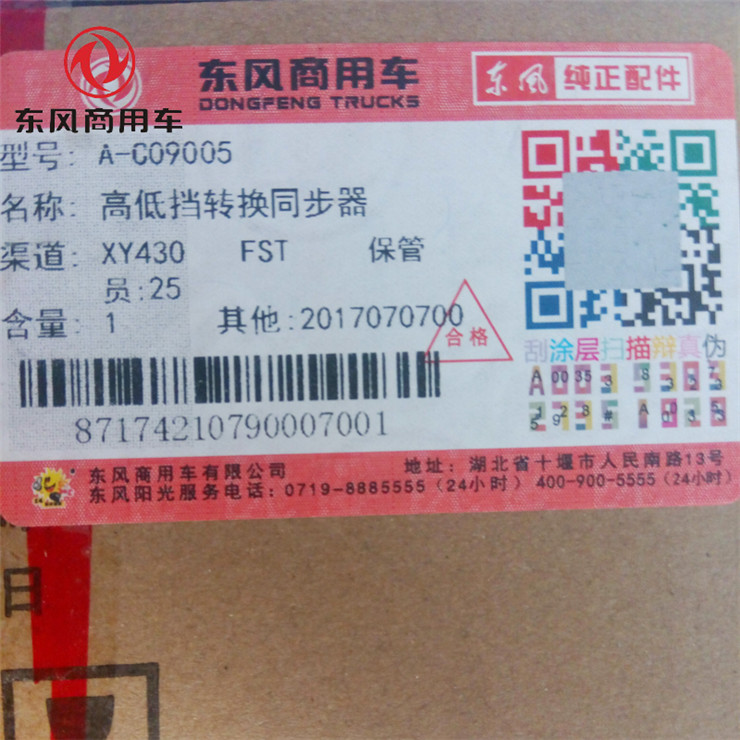 东风商用车
东风商用车
DONGFENG TRUCKS
东风 纯正配件
型号: A-C09005
名称: 高低挡转换同步器
渠道: XY430 FST 保管
员:25
含量: 1 其他:2017070700
合格
刮涂层扫描辩真伪
87174210790007001
东风商用车有限公司 地址:湖北省十堰市人民南路13号
东风阳光服务电话:0719-8885555(24小时) 400-900-5555(24小时)
日